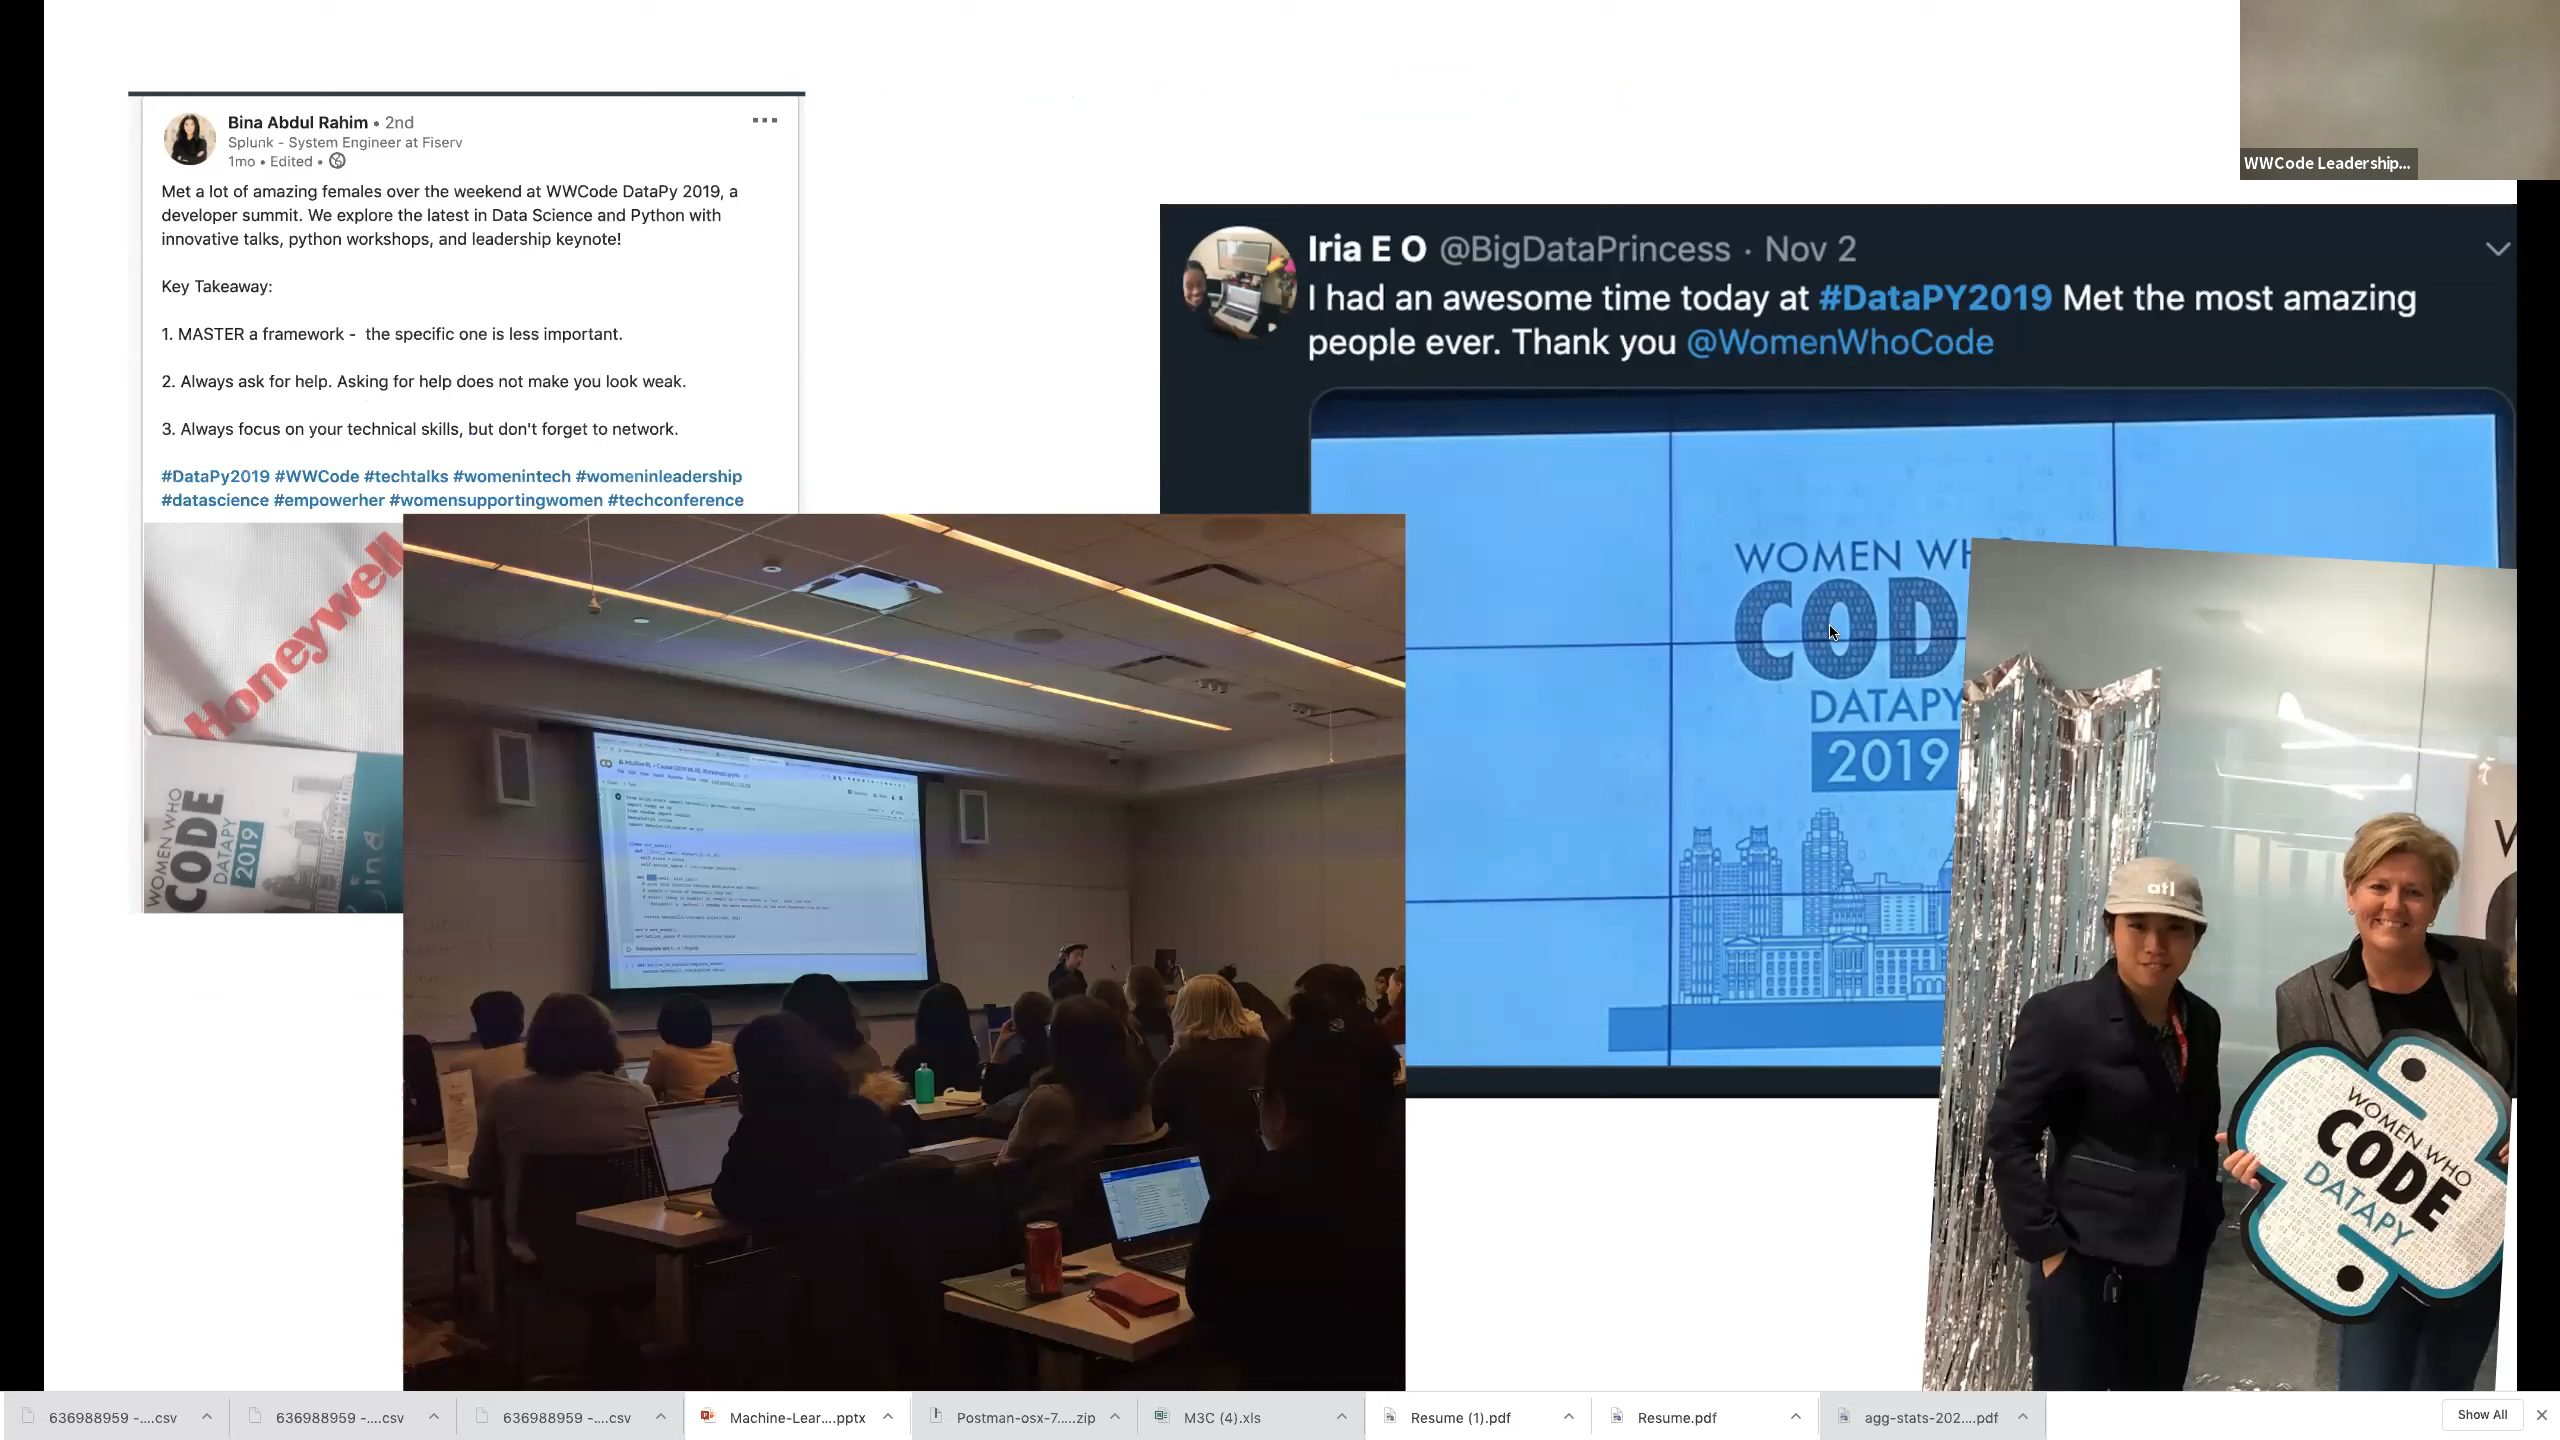 WWCode Leadership...
Bina Abdul Rahim • 2nd
Splunk - System Engineer at Fiserv
1mo • Edited •
Met a lot of amazing females over the weekend at WWCode DataPy 2019, a
developer summit. We explore the latest in Data Science and Python with
innovative talks, python workshops, and leadership keynote!
Key Takeaway:
1. MASTER a framework -  the specific one is less important.
2. Always ask for help. Asking for help does not make you look weak.
3. Always focus on your technical skills, but don't forget to network.
#DataPy2019 #WWCode #techtalks #womenintech #womeninleadership
#datascience #empowerher #womensupportingwomen #techconference
Honeywell
WOMEN WHO
CODE
DATAPY
2019
Iria E O @BigDataPrincess · Nov 2
I had an awesome time today at #DataPY2019 Met the most amazing
people ever. Thank you @WomenWhoCode
WOMEN WH
COD
DATAPY
2019
atl
WOMEN WHO
CODE
DATAPY
636988959 -....csv
636988959 -....csv
636988959 -....csv
Machine-Lear....pptx
Postman-osx-7.....zip
M3C (4).xls
Resume (1).pdf
Resume.pdf
agg-stats-202....pdf
Show All